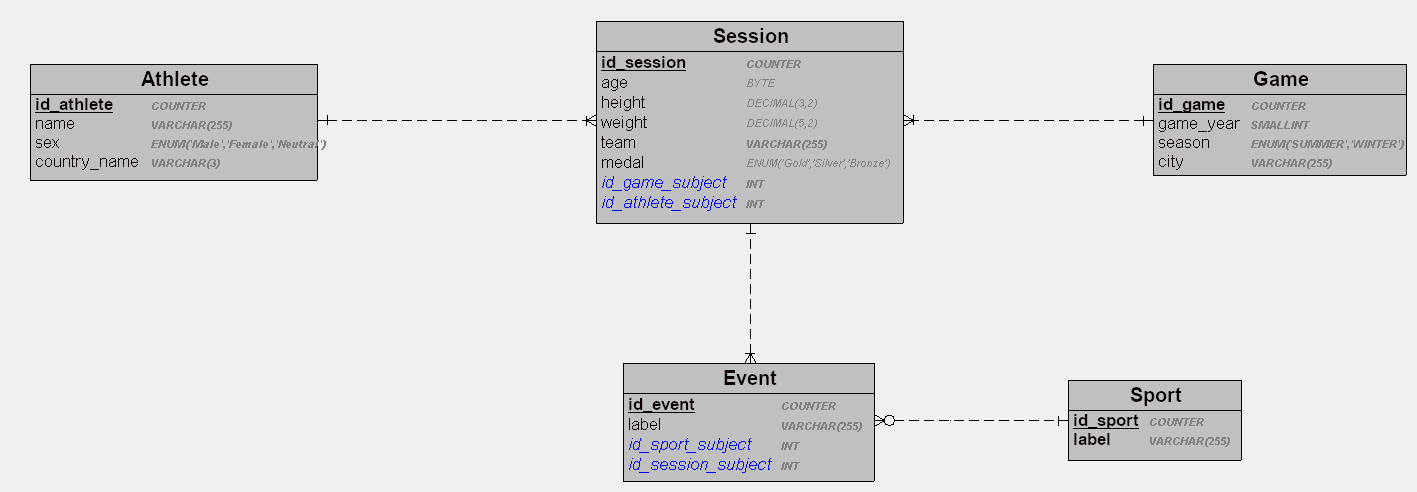 Athlete
id_athlete COUNTER
name VARCHAR(255)
sex ENUM('Male','Female','Neutral')
country_name VARCHAR(3)
Session
id_session COUNTER
age BYTE
height DECIMAL(3,2)
weight DECIMAL(5,2)
team VARCHAR(255)
medal ENUM('Gold','Silver','Bronze')
id_game_subject INT
id_athlete_subject INT
Game
id_game COUNTER
game_year SMALLINT
season ENUM('SUMMER','WINTER')
city VARCHAR(255)
Event
id_event COUNTER
label VARCHAR(255)
id_sport_subject INT
id_session_subject INT
Sport
id_sport COUNTER
label VARCHAR(255)